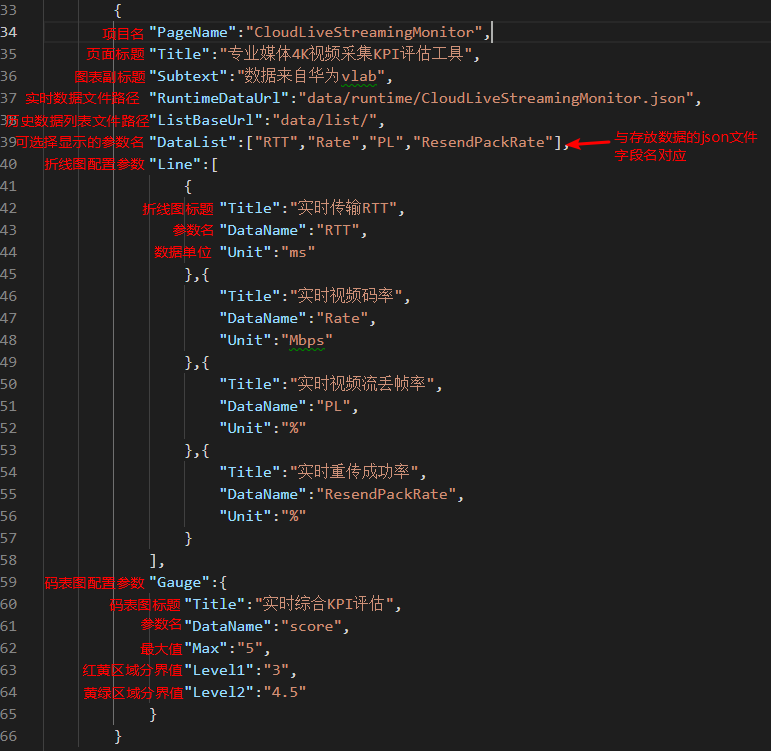 33 {
34 项目名 "PageName":"CloudLiveStreamingMonitor",
35 页面标题 "Title":"专业媒体4K视频采集KPI评估工具",
36 图表副标题 "Subtext":"数据来自华为vlab",
37 实时数据文件路径 "RuntimeDataUrl":"data/runtime/CloudLiveStreamingMonitor.json",
38 历史数据列表文件路径 "ListBaseUrl":"data/list/",
39 可选择显示的参数名 "DataList":["RTT","Rate","PL","ResendPackRate"], 与存放数据的json文件
字段名对应
40 折线图配置参数 "Line":[
41 {
42 折线图标题 "Title":"实时传输RTT",
43 参数名 "DataName":"RTT",
44 数据单位 "Unit":"ms"
45 },{
46 "Title":"实时视频码率",
47 "DataName":"Rate",
48 "Unit":"Mbps"
49 },{
50 "Title":"实时视频流丢帧率",
51 "DataName":"PL",
52 "Unit":"%"
53 },{
54 "Title":"实时重传成功率",
55 "DataName":"ResendPackRate",
56 "Unit":"%"
57 }
58 ],
59 码表图配置参数 "Gauge":{
60 码表图标题 "Title":"实时综合KPI评估",
61 参数名 "DataName":"score",
62 最大值 "Max":"5",
63 红黄区域分界值 "Level1":"3",
64 黄绿区域分界值 "Level2":"4.5"
65 }
66 }